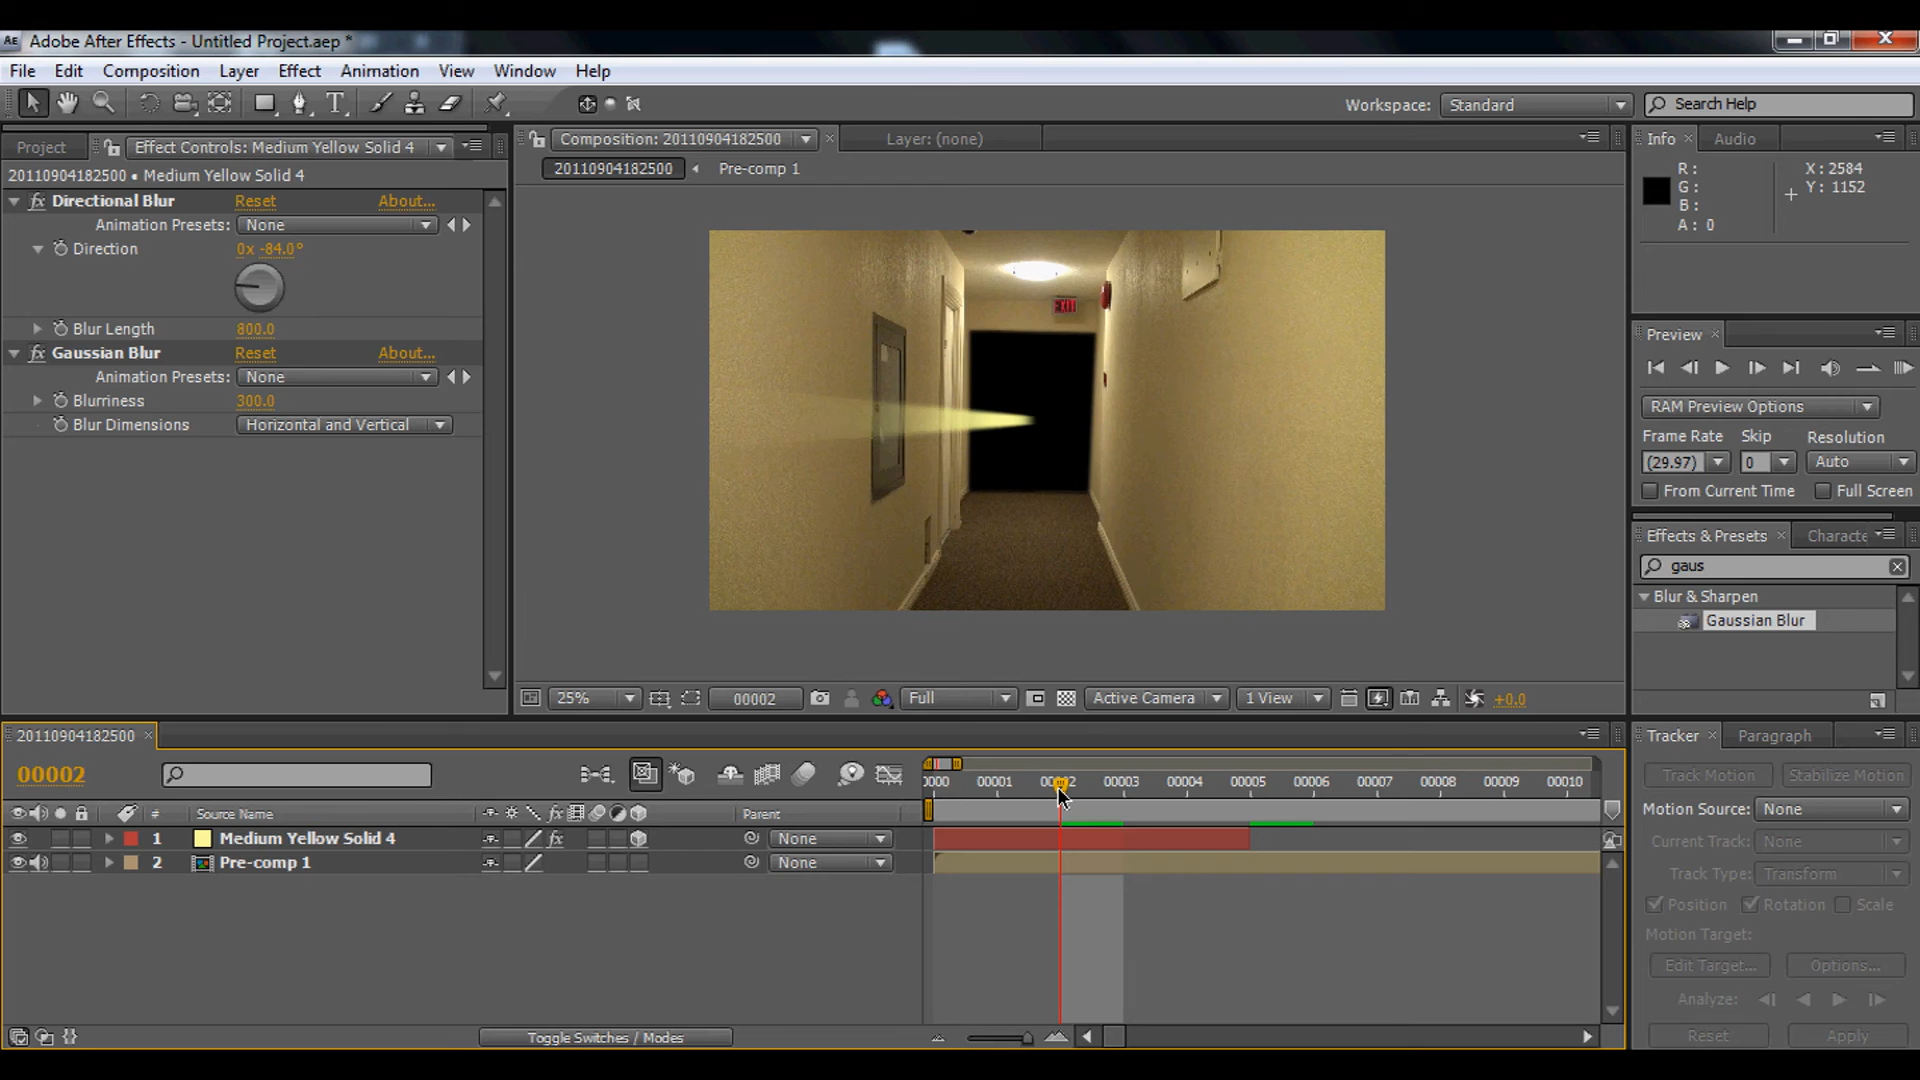 Adobe After Effects - Untitled Project.aep *
File Edit Composition Layer Effect Animation View Window Help
Workspace: Standard Search Help
Project Effect Controls: Medium Yellow Solid 4
20110904182500 • Medium Yellow Solid 4
Directional Blur Reset About...
Animation Presets: None
Direction 0x -84.0°
Blur Length 800.0
Gaussian Blur Reset About...
Animation Presets: None
Blurriness 300.0
Blur Dimensions Horizontal and Vertical
Composition: 20110904182500 Layer: (none)
20110904182500 Pre-comp 1
EXIT
25% 00002 Full Active Camera 1 View +0.0
Info Audio
R: X: 2584
G: Y: 1152
B:
A: 0
Preview
RAM Preview Options
Frame Rate Skip Resolution
(29.97) 0 Auto
From Current Time Full Screen
Effects & Presets Characte
gaus
Blur & Sharpen
Gaussian Blur
20110904182500
00002
0000 00001 00002 00003 00004 00005 00006 00007 00008 00009 00010
# Source Name Parent
1 Medium Yellow Solid 4 None
2 Pre-comp 1 None
Toggle Switches / Modes
Tracker Paragraph
Track Motion Stabilize Motion
Motion Source: None
Current Track: None
Track Type: Transform
Position Rotation Scale
Motion Target:
Edit Target... Options...
Analyze:
Reset Apply